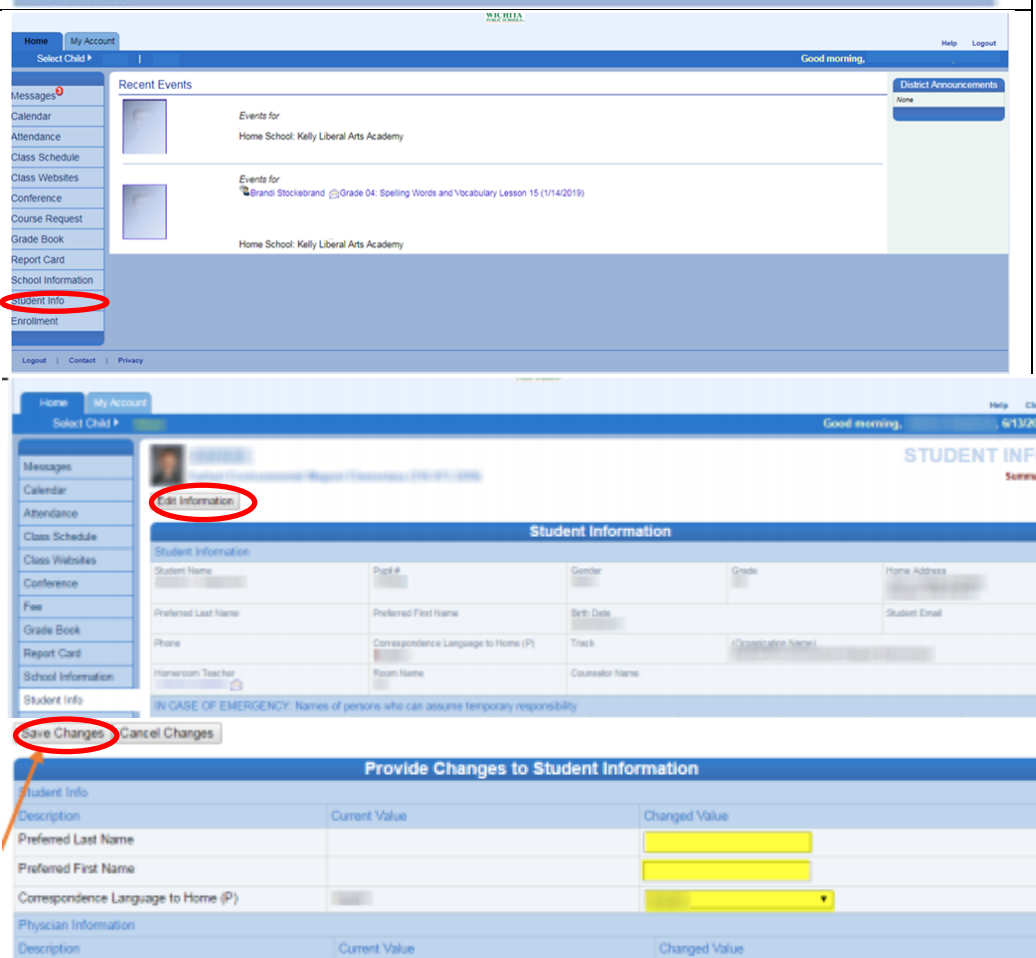 WICHITA
PUBLIC SCHOOLS
Home My Account
Help Logout
Select Child | Good morning,
Messages 3
Calendar
Attendance
Class Schedule
Class Websites
Conference
Course Request
Grade Book
Report Card
School Information
Student Info
Enrollment
Recent Events
Events for
Home School: Kelly Liberal Arts Academy
Events for
Brandi Stockebrand Grade 04: Spelling Words and Vocabulary Lesson 15 (1/14/2019)
Home School: Kelly Liberal Arts Academy
District Announcements
None
Logout | Contact | Privacy
Home My Account
Help
Select Child Good morning, , 6/13/20
Messages
Calendar
Attendance
Class Schedule
Class Websites
Conference
Fee
Grade Book
Report Card
School Information
Student Info
STUDENT INF
Summa
Edit Information
Student Information
Student Information
Student Name Pupil # Gender Grade Home Address
Preferred Last Name Preferred First Name Birth Date Student Email
Phone Correspondence Language to Home (P) Track (Organization Name)
Homeroom Teacher Room Name Counselor Name
IN CASE OF EMERGENCY: Names of persons who can assume temporary responsibility
Save Changes Cancel Changes
Provide Changes to Student Information
Student Info
Description Current Value Changed Value
Preferred Last Name
Preferred First Name
Correspondence Language to Home (P)
Physcian Information
Description Current Value Changed Value